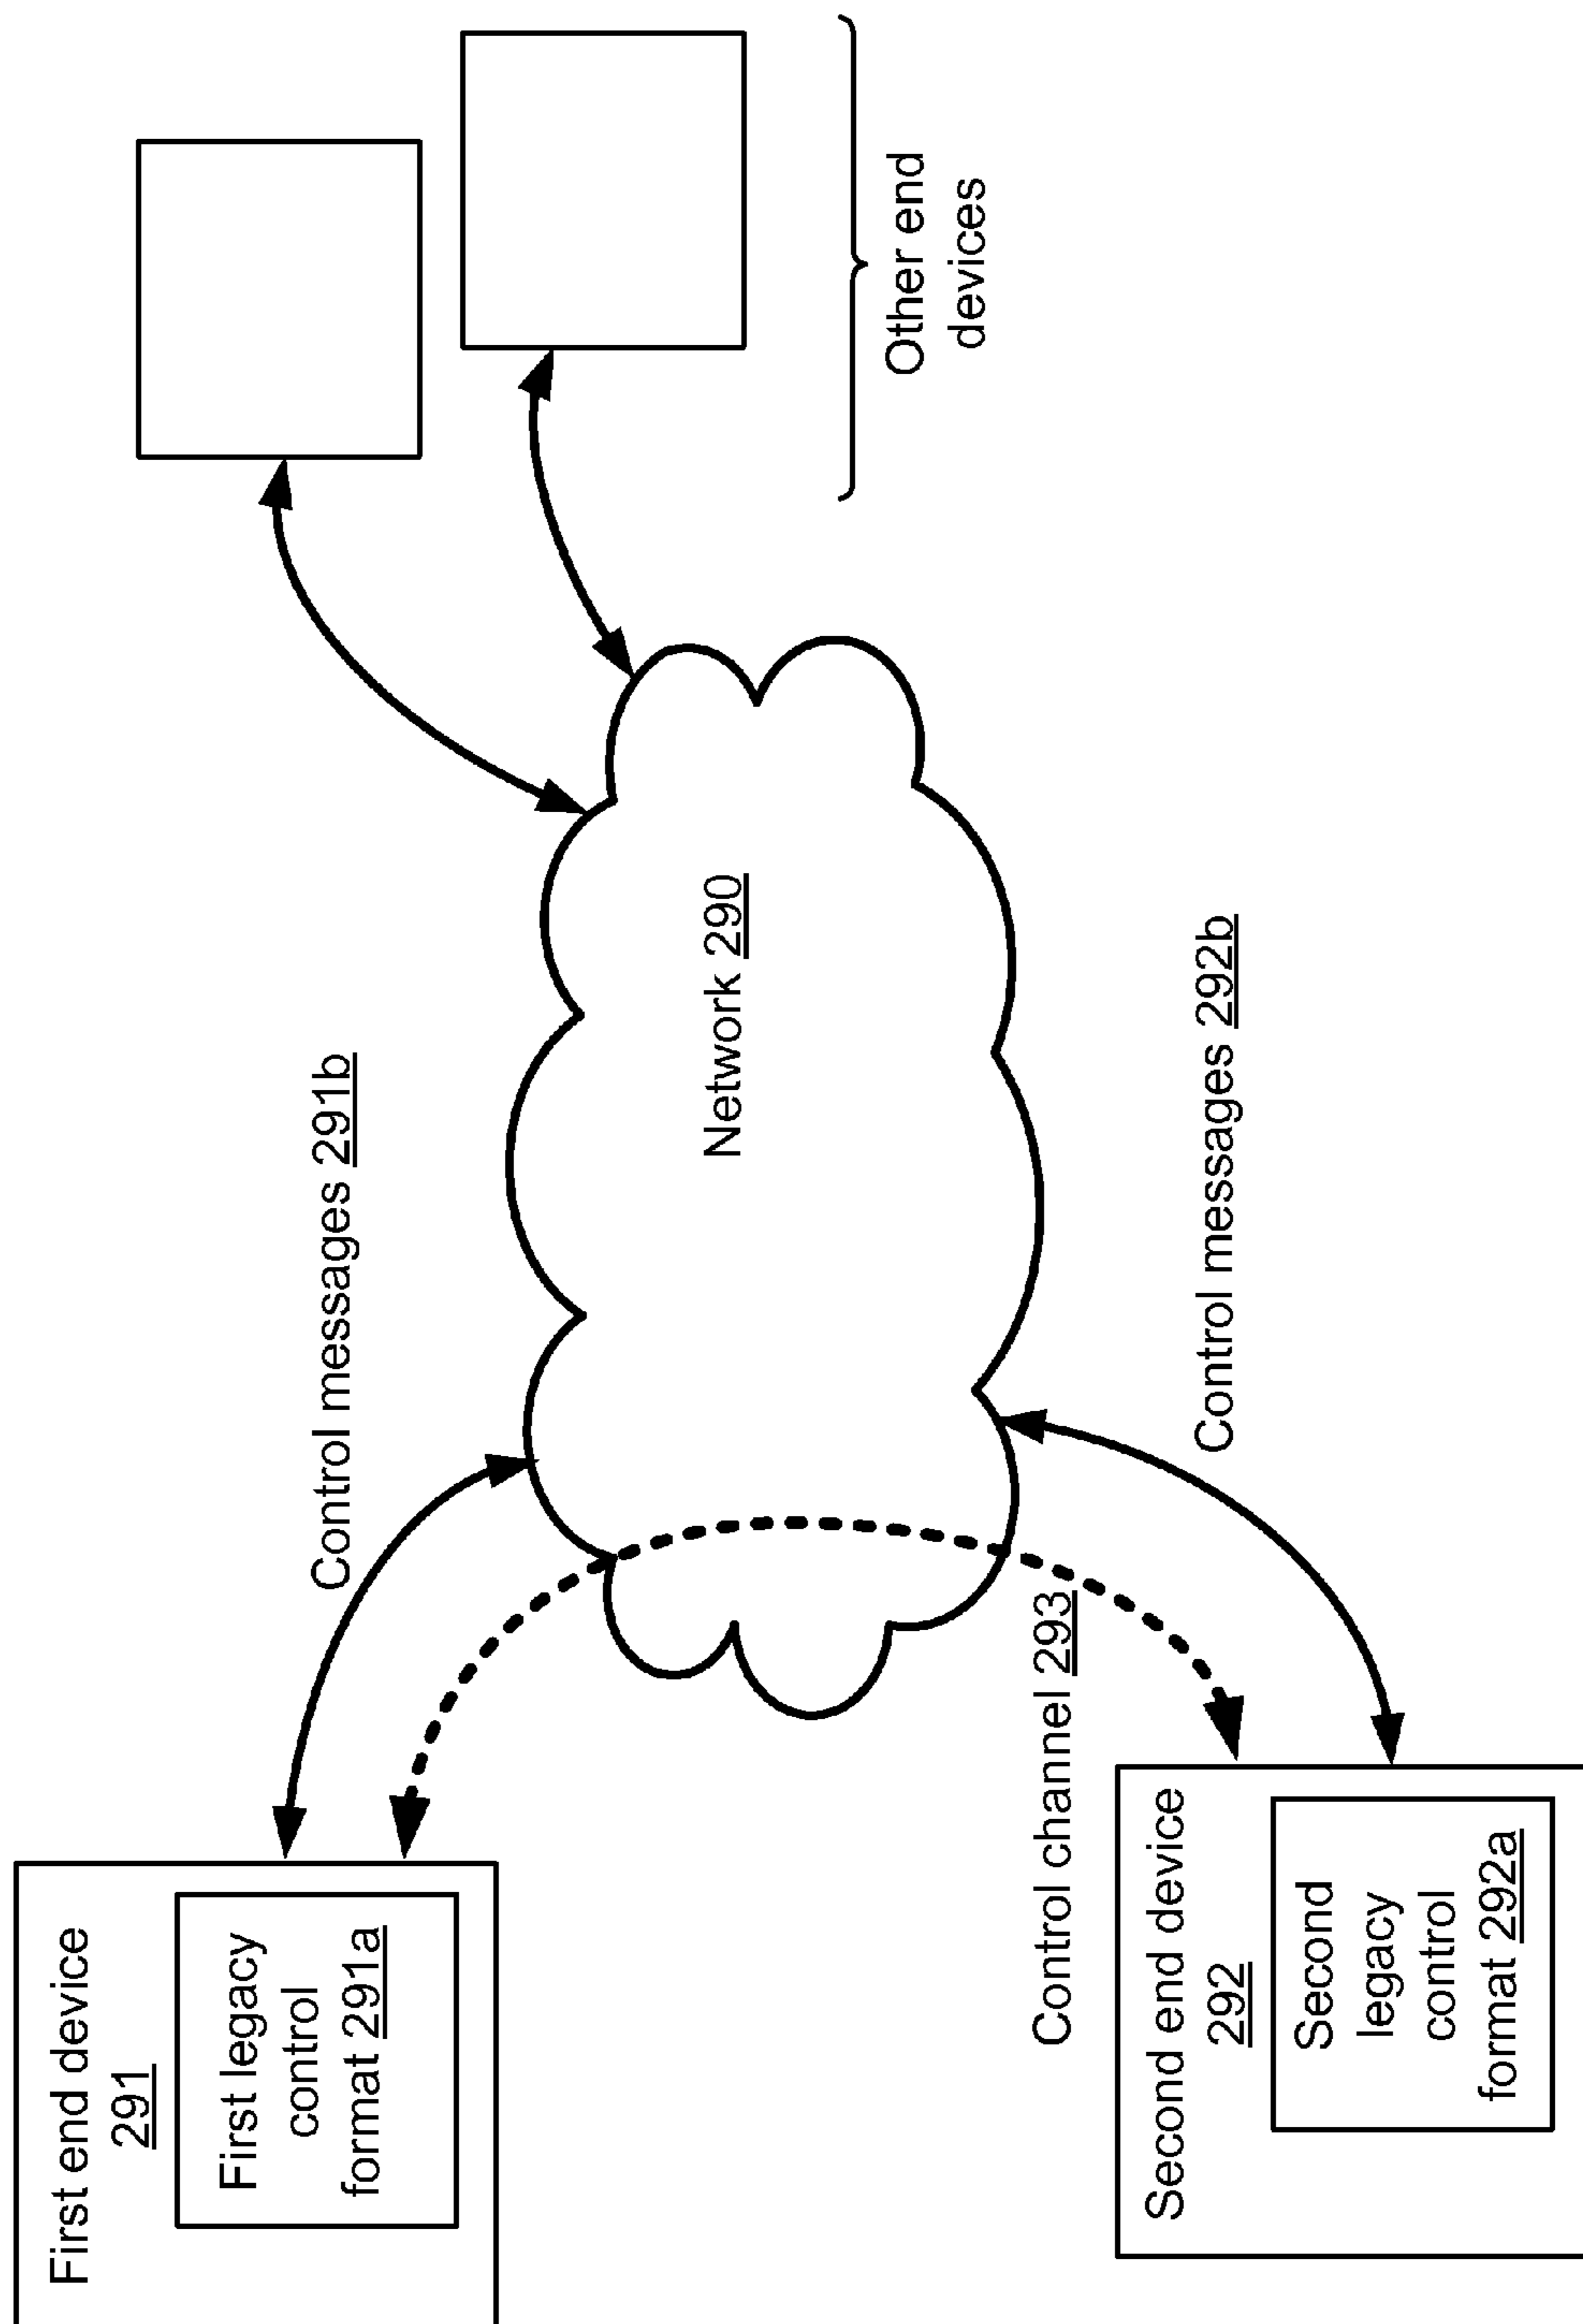 First end device
291
First legacy
control
format 291a
Control messages 291b
Network 290
Other end
devices
Control channel 293
Control messages 292b
Second end device
292
Second
legacy
control
format 292a